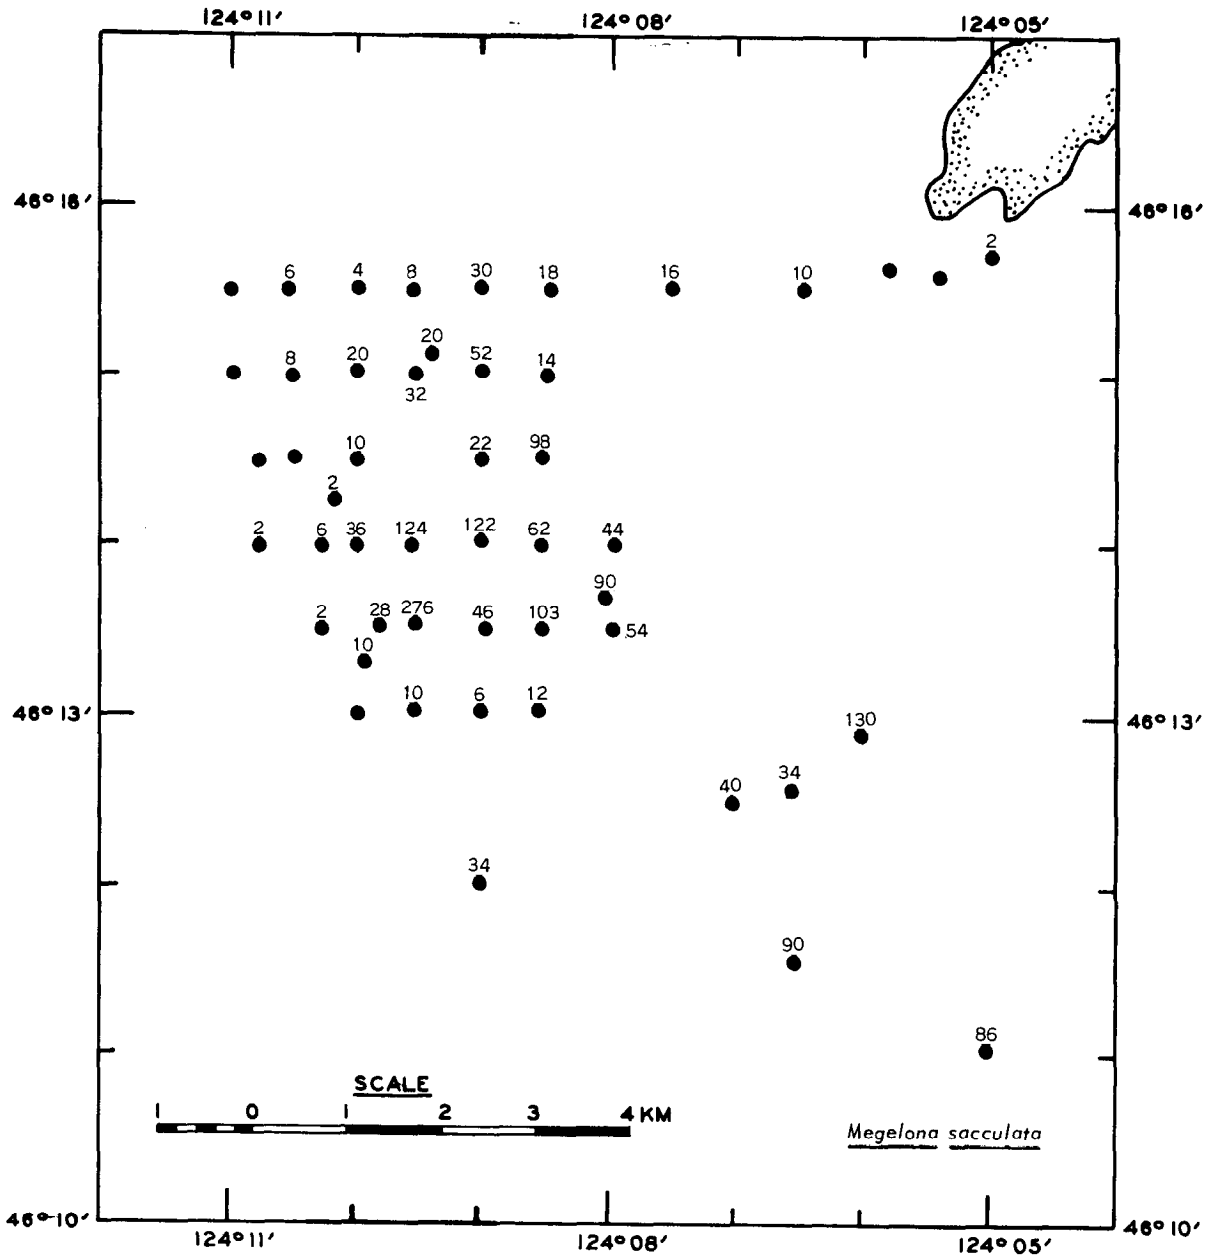 124° 11′ 124° 08′ 124° 05′
46° 16′ 46° 16′
2
6 4 8 30 18 16 10
20
8 20 52 14
32
10 22 98
2
2 6 36 124 122 62 44
90
2 28 276 46 103 54
10
10 6 12
46° 13′ 46° 13′
130
34
40
34
90
86
SCALE
1 0 1 2 3 4 KM
Megelona sacculata
46° 10′ 46° 10′
124° 11′ 124° 08′ 124° 05′